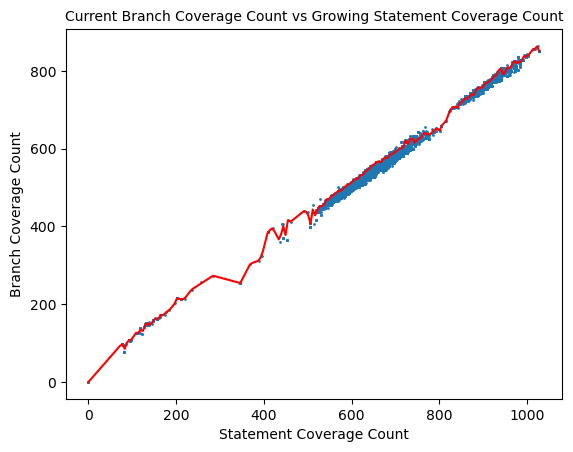 Current Branch Coverage Count vs Growing Statement Coverage Count
Branch Coverage Count
800
600
400
200
0
0 200 400 600 800 1000
Statement Coverage Count